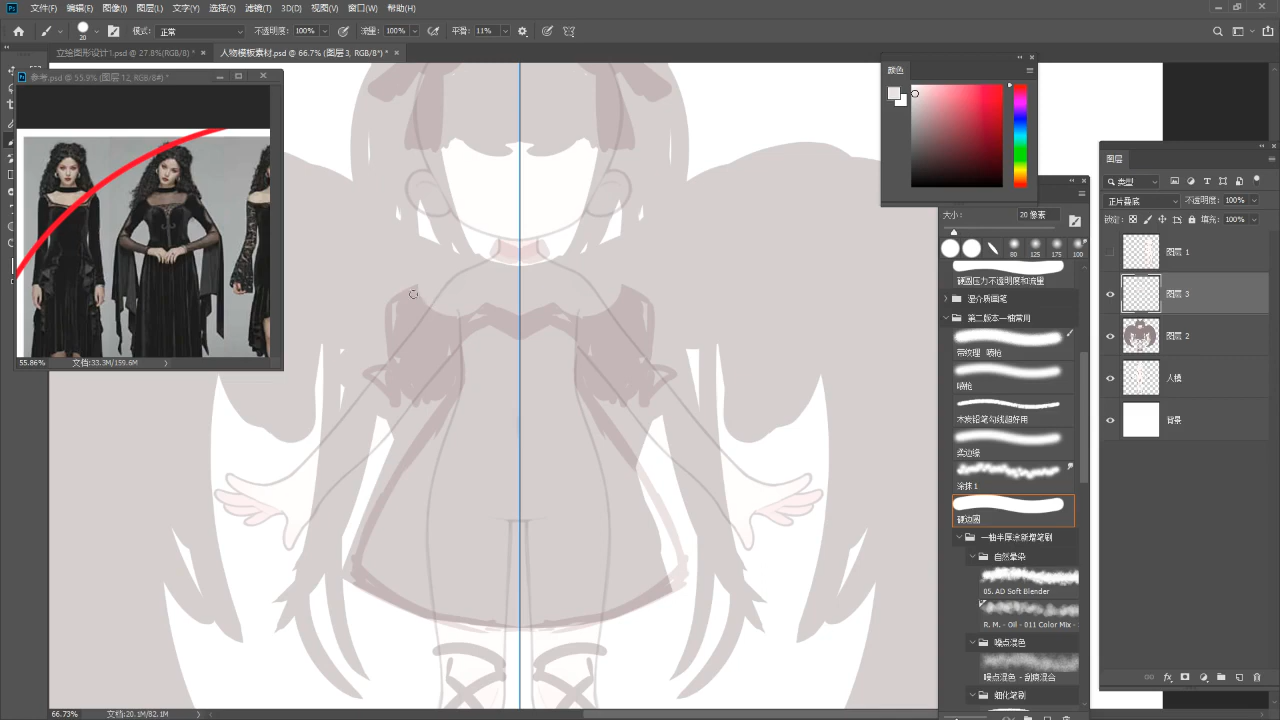 文件(F) 编辑(E) 图像(I) 图层(L) 文字(Y) 选择(S) 滤镜(T) 3D(D) 视图(V) 窗口(W) 帮助(H)
20 模式: 正常 不透明度: 100% 流量: 100% 平滑: 11%
立绘图形设计1.psd @ 27.8%(RGB/8) * × 人物模板素材.psd @ 66.7% (图层 3, RGB/8*) * ×
参考.psd @ 55.9% (图层 12, RGB/8#) *
55.86% 文档:33.3M/159.6M
颜色
大小: 20 像素
80 125 175 100
硬圆压力不透明度和流量
湿介质画笔
第二版本一柚常用
带纹理 喷枪
喷枪
木炭铅笔勾线超好用
柔边缘
涂抹 1
硬边圆
一柚半厚涂新增笔刷
自然晕染
05. AD Soft Blender
R. M. - Oil - 011 Color Mix -
噪点混色
噪点混色 - 刮痕混合
细化笔刷
图层
类型
正片叠底 不透明度: 100%
锁定: 填充: 100%
图层 1
图层 3
图层 2
人模
背景
66.73% 文档:20.1M/82.1M